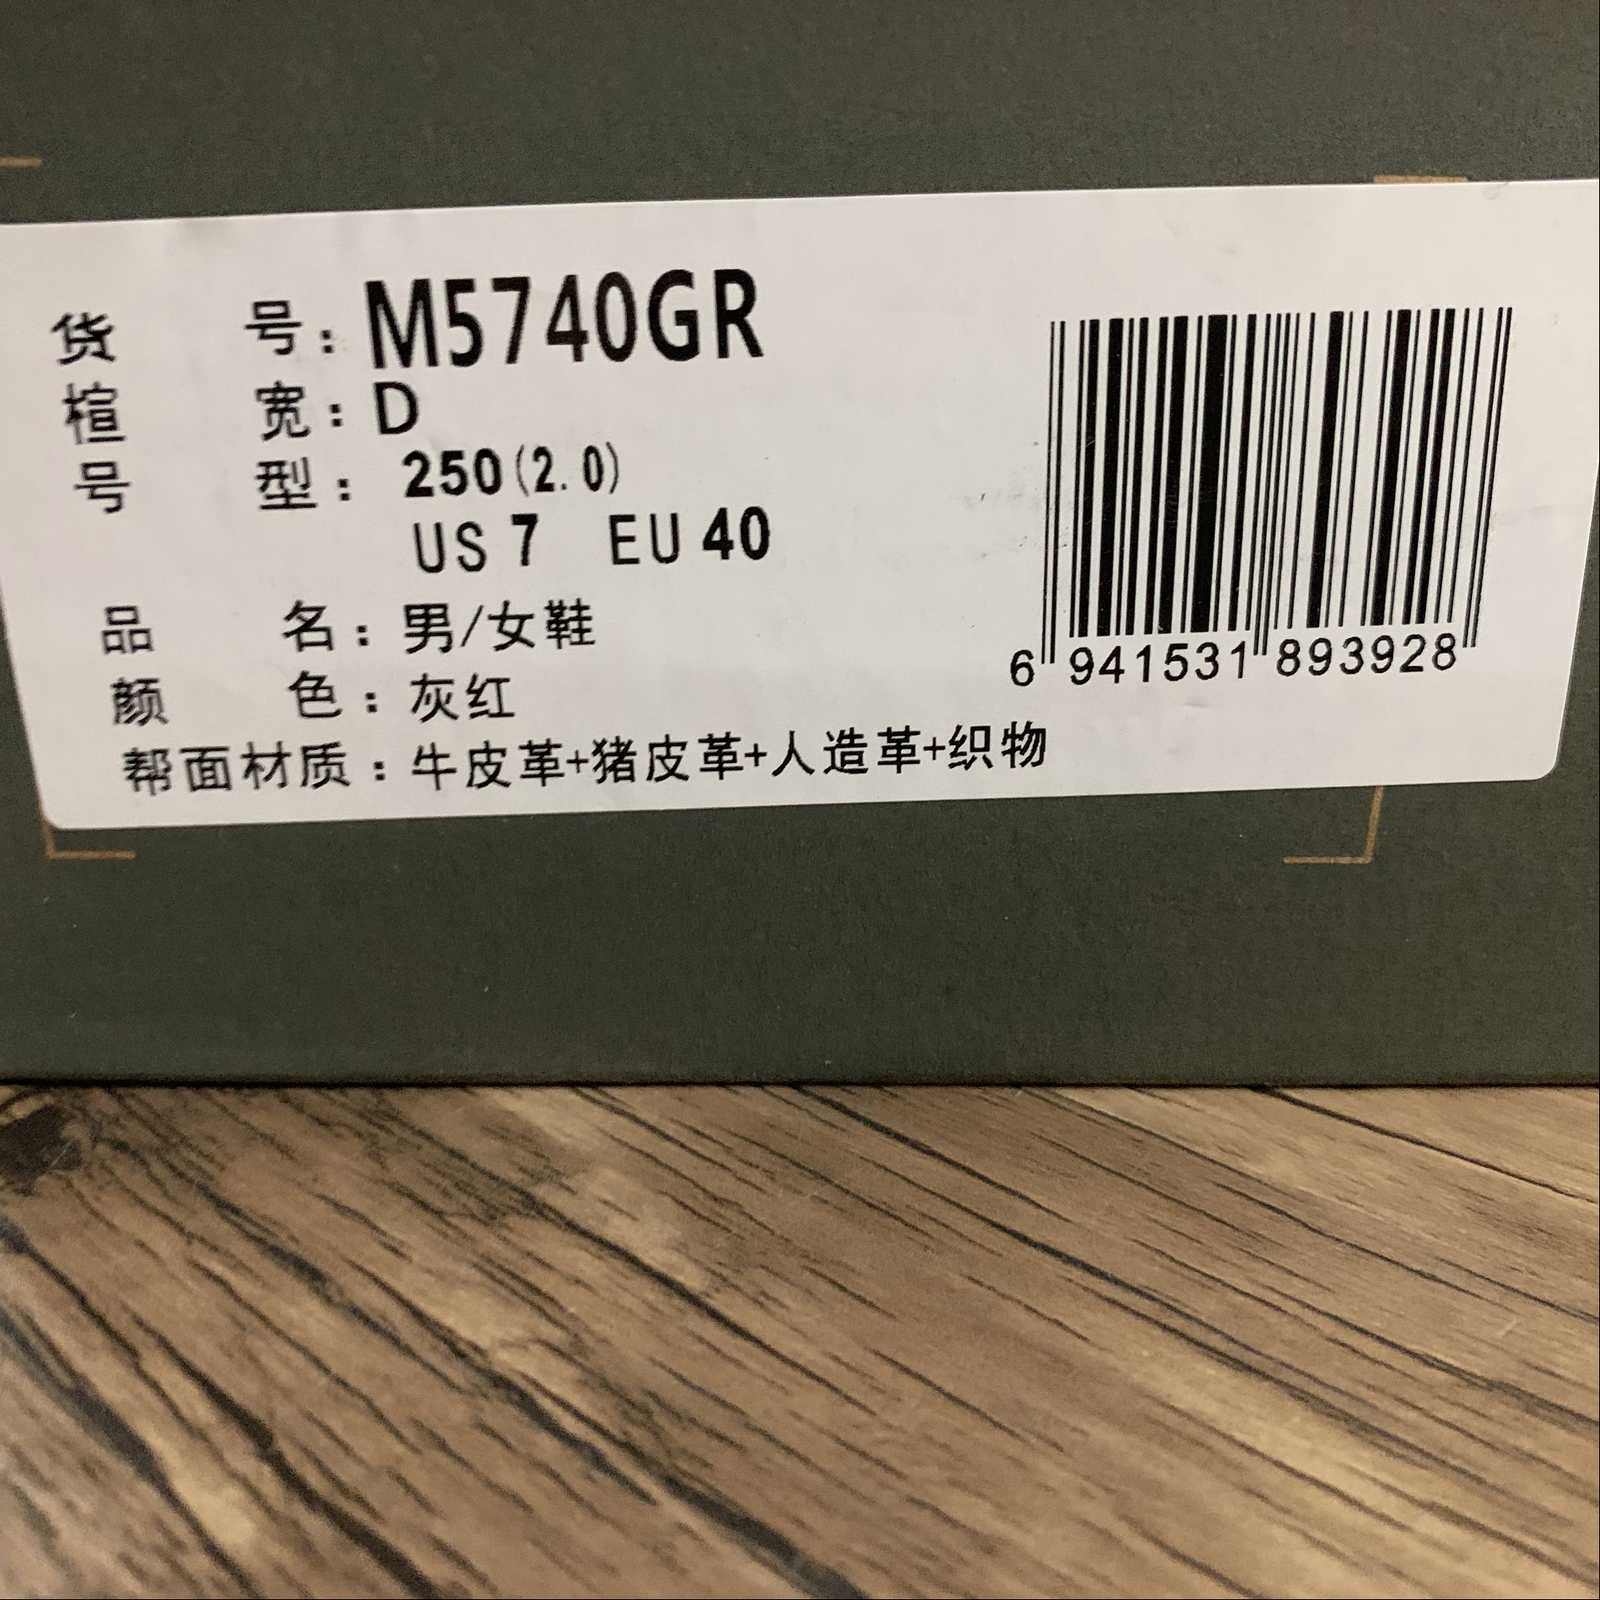 货 号：M5740GR
楦 宽：D
号 型：250(2.0)
US 7 EU 40
品 名：男/女鞋
颜 色：灰红
帮面材质：牛皮革+猪皮革+人造革+织物
6 941531 893928